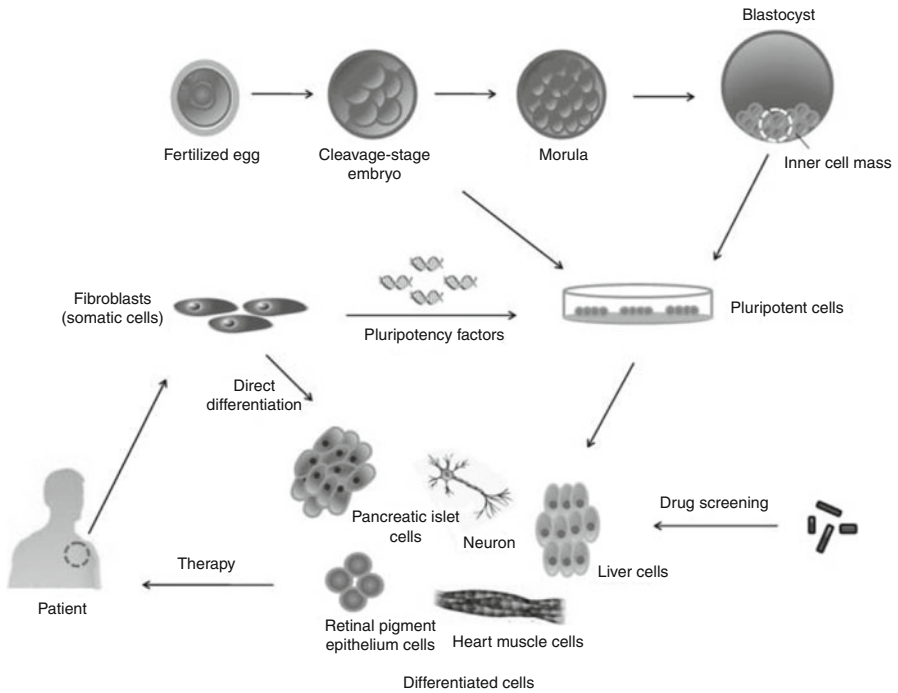 Blastocyst
Fertilized egg
Cleavage-stage
embryo
Morula
Inner cell mass
Fibroblasts
(somatic cells)
Pluripotency factors
Pluripotent cells
Direct
differentiation
Pancreatic islet
cells
Neuron
Drug screening
Liver cells
Therapy
Patient
Retinal pigment
epithelium cells
Heart muscle cells
Differentiated cells